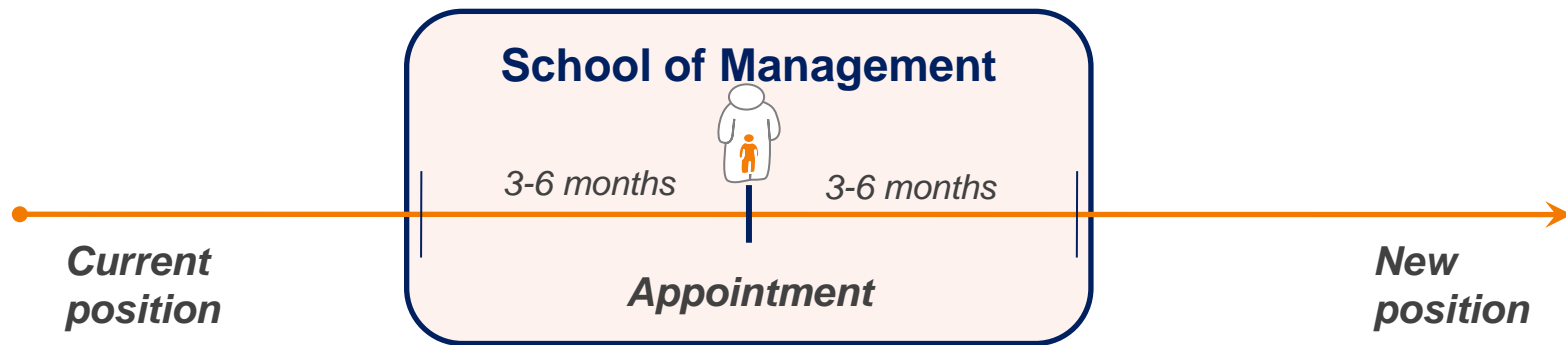 School of Management
3-6 months
3-6 months
Current
position
Appointment
New
position